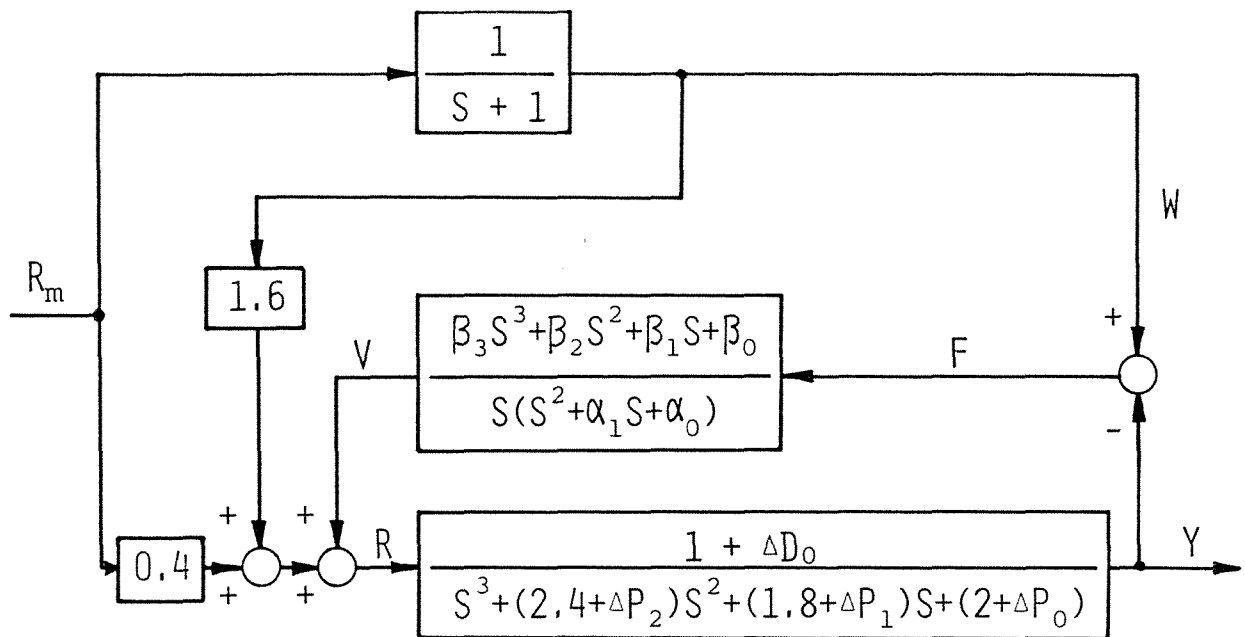 1
S + 1
W
R_m
1.6
β₃S³+β₂S²+β₁S+β₀
S(S²+α₁S+α₀)
V
F
+
-
+ +
0.4
+ +
R
1 + ΔD₀
S³+(2.4+ΔP₂)S²+(1.8+ΔP₁)S+(2+ΔP₀)
Y